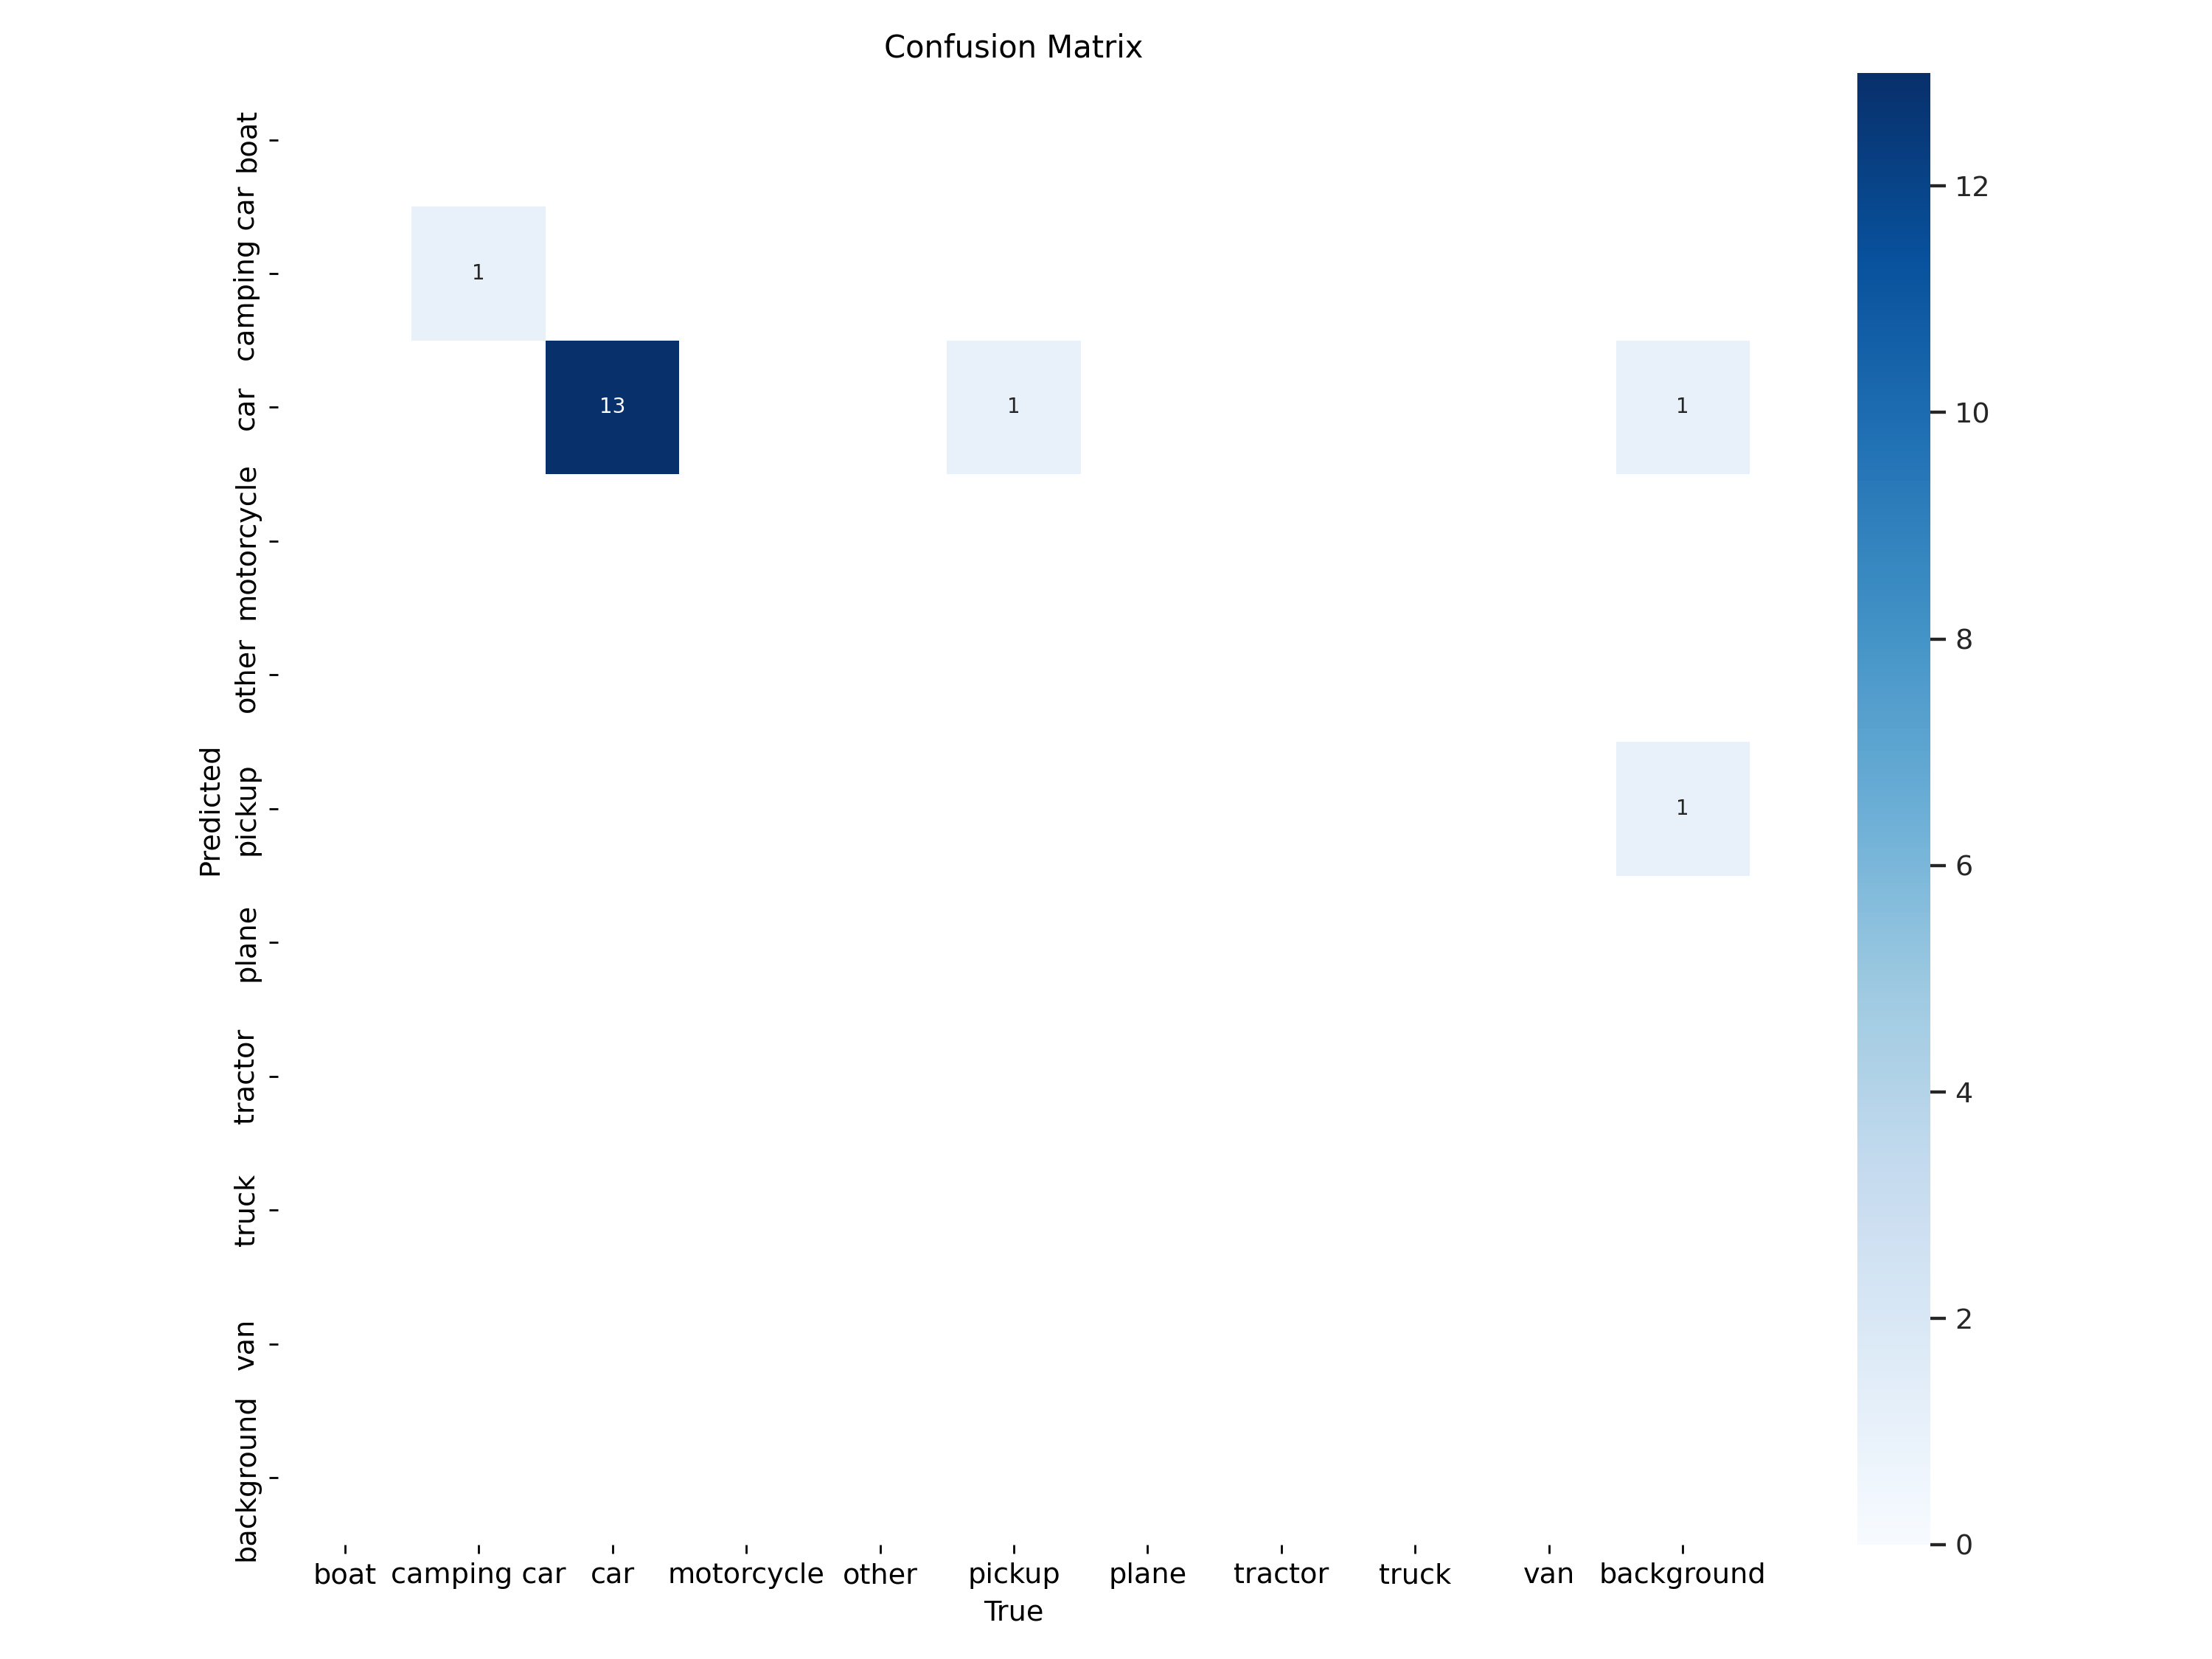 Confusion Matrix
boat
camping car
car
motorcycle
other
pickup
plane
tractor
truck
van
background
Predicted
1
13 1 1
1
boat camping car car motorcycle other pickup plane tractor truck van background
True
12
10
8
6
4
2
0